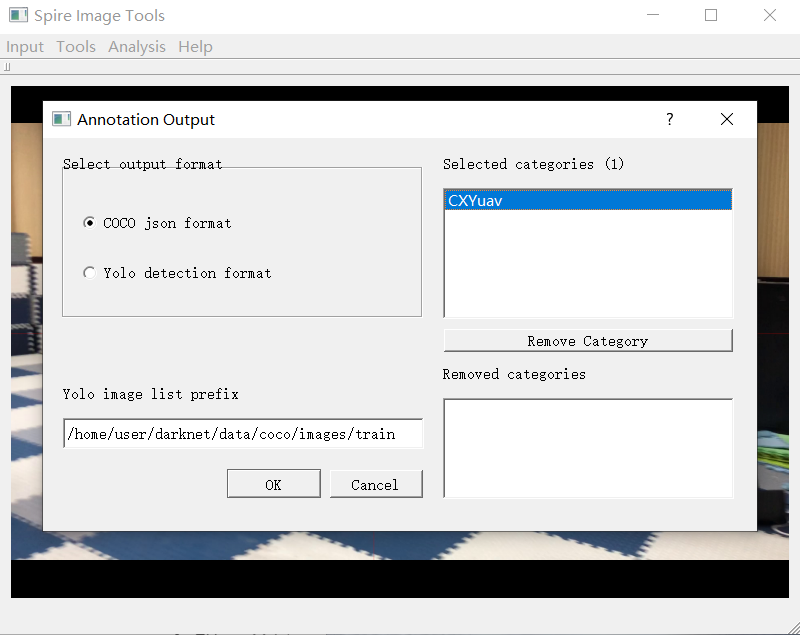 Spire Image Tools
Input Tools Analysis Help
Annotation Output
?
Select output format
COCO json format
Yolo detection format
Yolo image list prefix
/home/user/darknet/data/coco/images/train
OK Cancel
Selected categories (1)
CXYuav
Remove Category
Removed categories